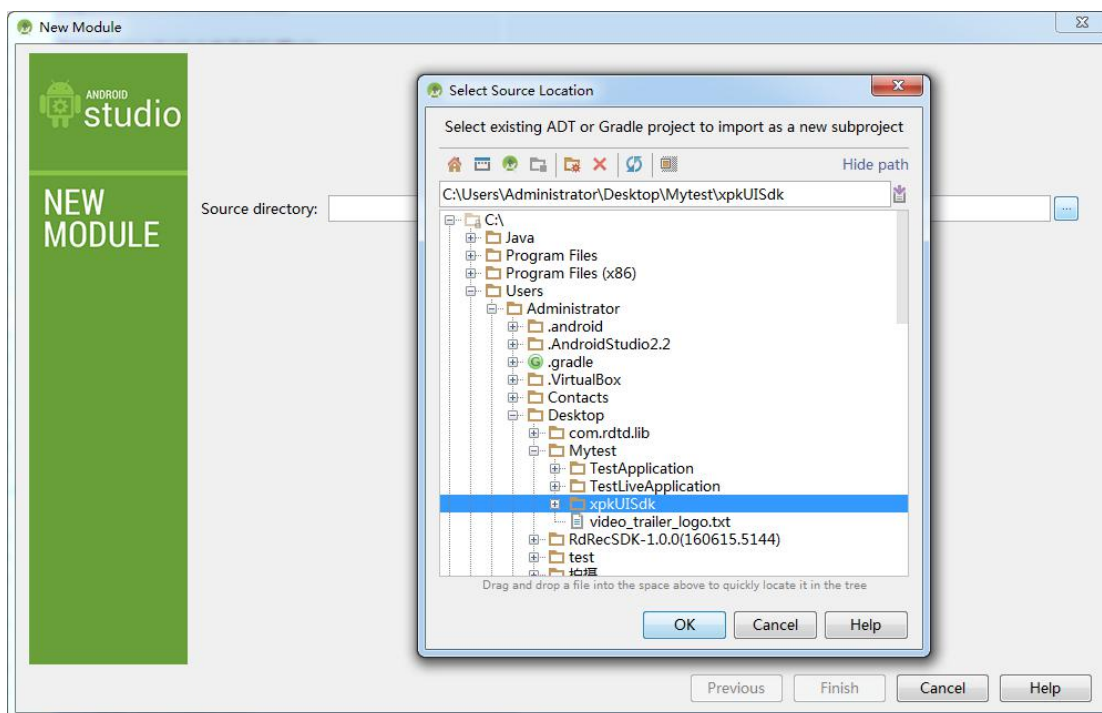 New Module
ANDROID
studio
NEW
MODULE
Source directory:
...
Select Source Location
Select existing ADT or Gradle project to import as a new subproject
Hide path
C:\Users\Administrator\Desktop\Mytest\xpkUISdk
C:\
Java
Program Files
Program Files (x86)
Users
Administrator
.android
.AndroidStudio2.2
.gradle
.VirtualBox
Contacts
Desktop
com.rdtd.lib
Mytest
TestApplication
TestLiveApplication
xpkUISdk
video_trailer_logo.txt
RdRecSDK-1.0.0(160615.5144)
test
Drag and drop a file into the space above to quickly locate it in the tree
OK Cancel Help
Previous Finish Cancel Help